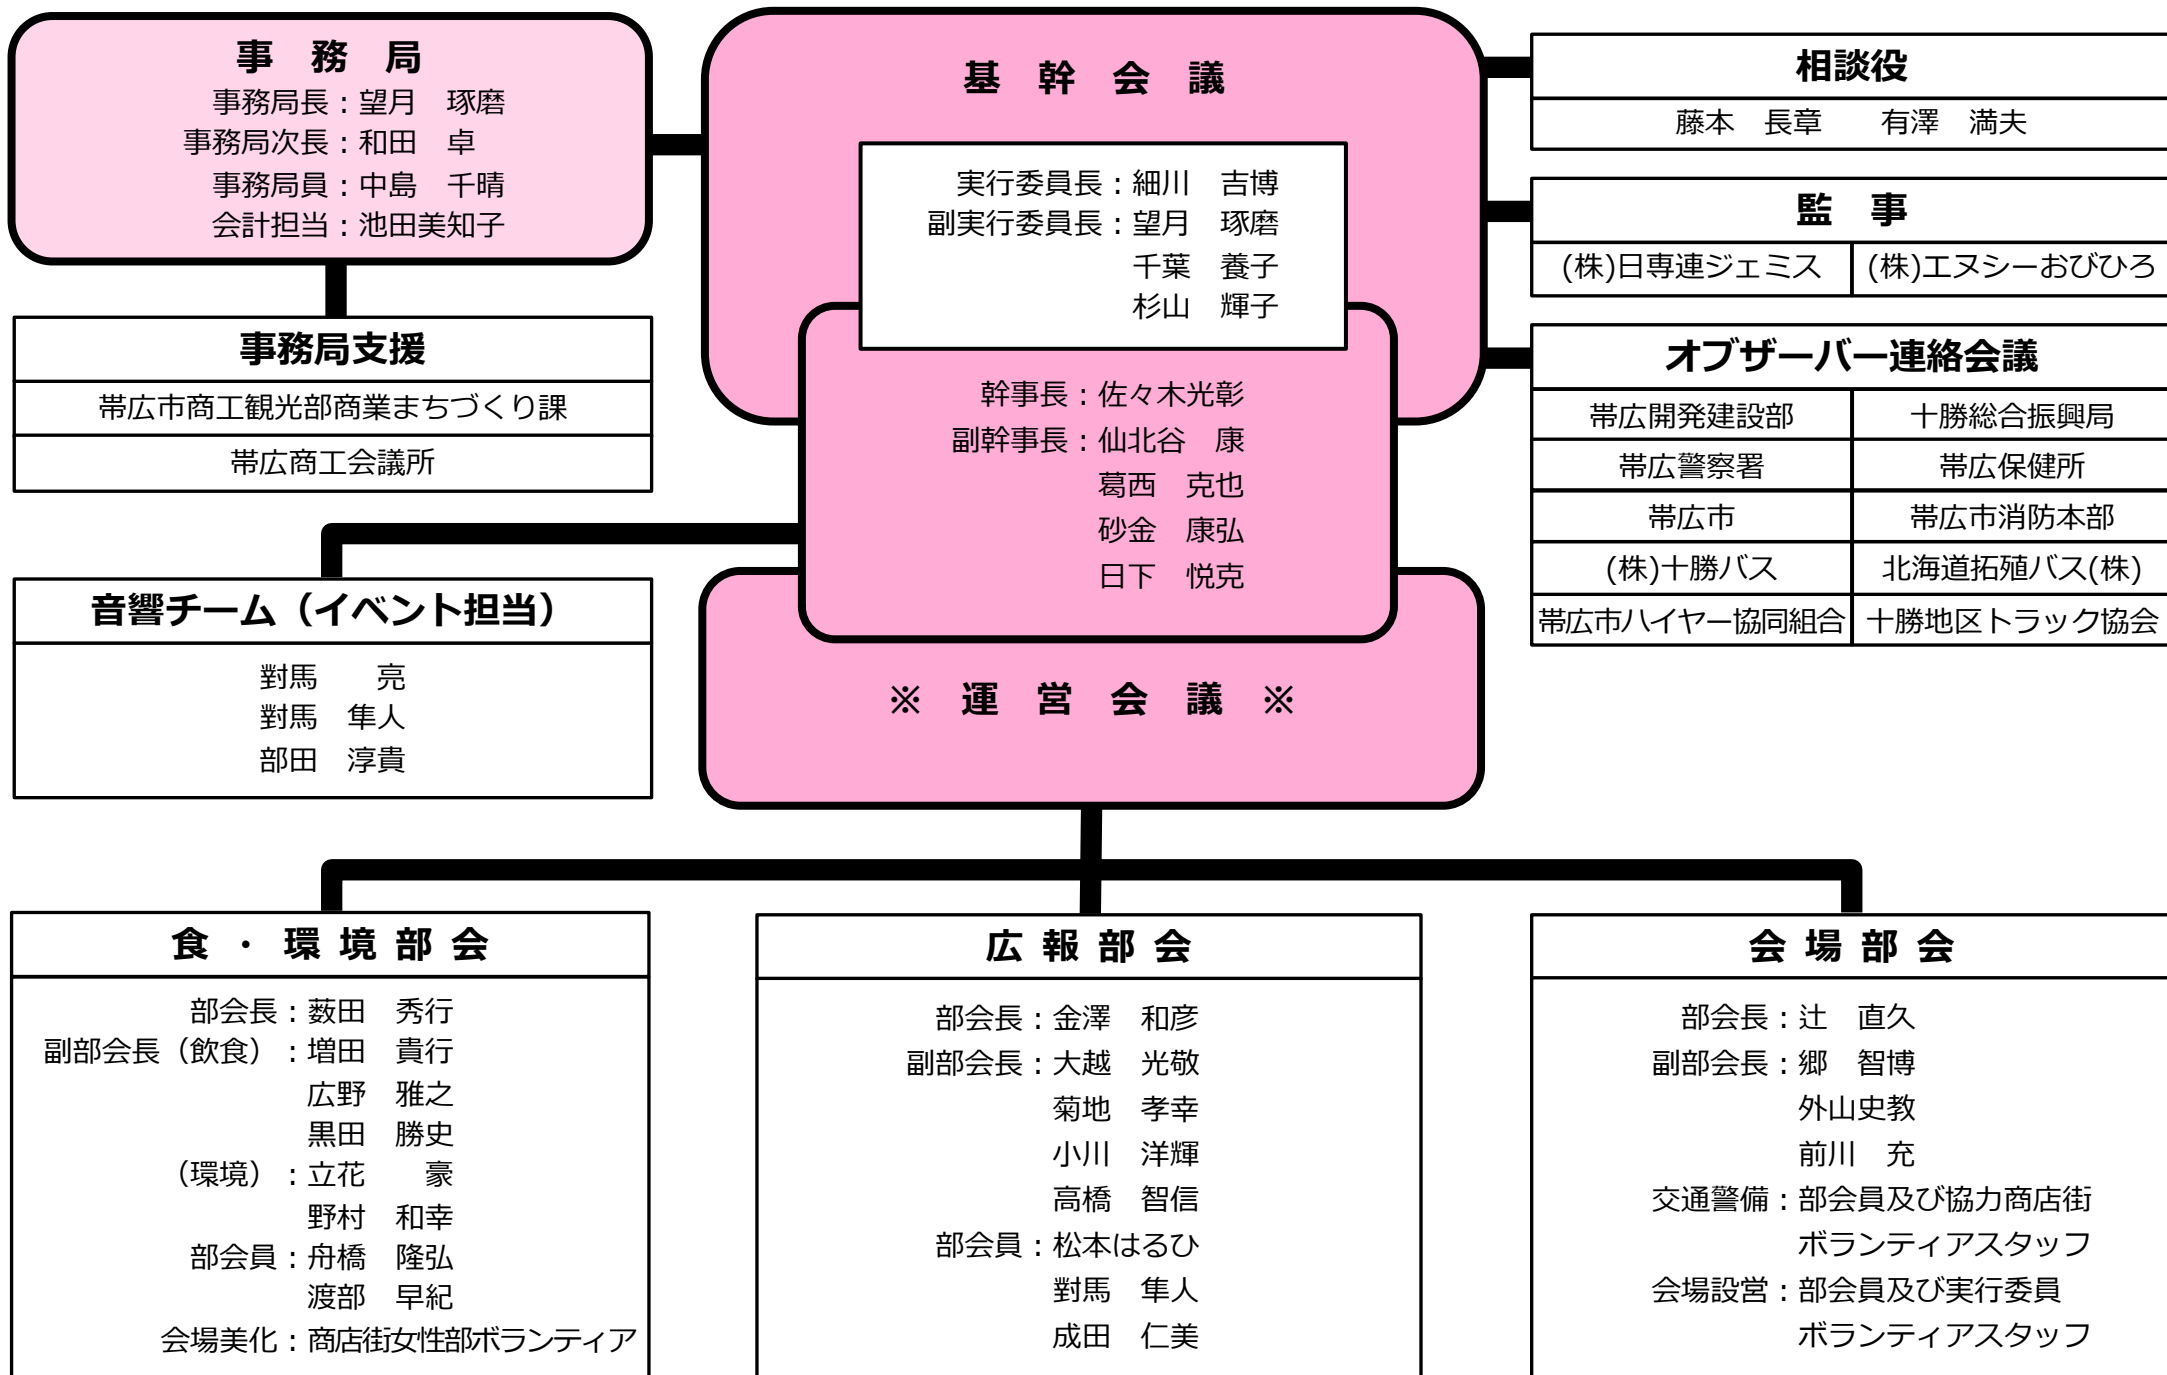 事　務　局
事務局長：望月　琢磨
事務局次長：和田　卓
事務局員：中島　千晴
会計担当：池田美知子
事務局支援
帯広市商工観光部商業まちづくり課
帯広商工会議所
音響チーム（イベント担当）
對馬　　亮
對馬　隼人
部田　淳貴
基　幹　会　議
実行委員長：細川　吉博
副実行委員長：望月　琢磨
千葉　養子
杉山　輝子
幹事長：佐々木光彰
副幹事長：仙北谷　康
葛西　克也
砂金　康弘
日下　悦克
※　運　営　会　議　※
相談役
藤本　長章　　有澤　満夫
監　事
(株)日専連ジェミス　(株)エヌシーおびひろ
オブザーバー連絡会議
帯広開発建設部　十勝総合振興局
帯広警察署　帯広保健所
帯広市　帯広市消防本部
(株)十勝バス　北海道拓殖バス(株)
帯広市ハイヤー協同組合　十勝地区トラック協会
食 ・ 環 境 部 会
部会長：薮田　秀行
副部会長（飲食）：増田　貴行
広野　雅之
黒田　勝史
（環境）：立花　　豪
野村　和幸
部会員：舟橋　隆弘
渡部　早紀
会場美化：商店街女性部ボランティア
広 報 部 会
部会長：金澤　和彦
副部会長：大越　光敬
菊地　孝幸
小川　洋輝
高橋　智信
部会員：松本はるひ
對馬　隼人
成田　仁美
会 場 部 会
部会長：辻　直久
副部会長：郷　智博
外山史教
前川　充
交通警備：部会員及び協力商店街
ボランティアスタッフ
会場設営：部会員及び実行委員
ボランティアスタッフ